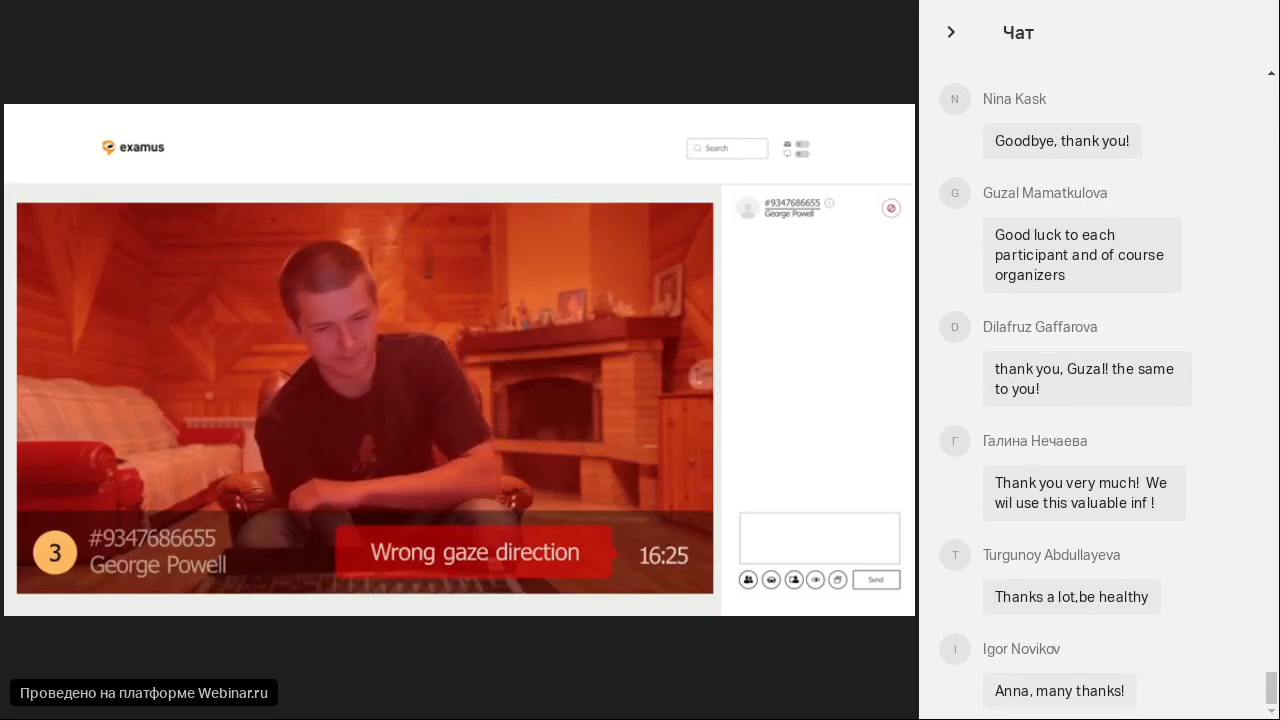 examus
Search
#9347686655
George Powell
3
#9347686655
George Powell
Wrong gaze direction
16:25
Send
Проведено на платформе Webinar.ru
Чат
N
Nina Kask
Goodbye, thank you!
G
Guzal Mamatkulova
Good luck to each
participant and of course
organizers
D
Dilafruz Gaffarova
thank you, Guzal! the same
to you!
Г
Галина Нечаева
Thank you very much!  We
wil use this valuable inf !
T
Turgunoy Abdullayeva
Thanks a lot,be healthy
I
Igor Novikov
Anna, many thanks!